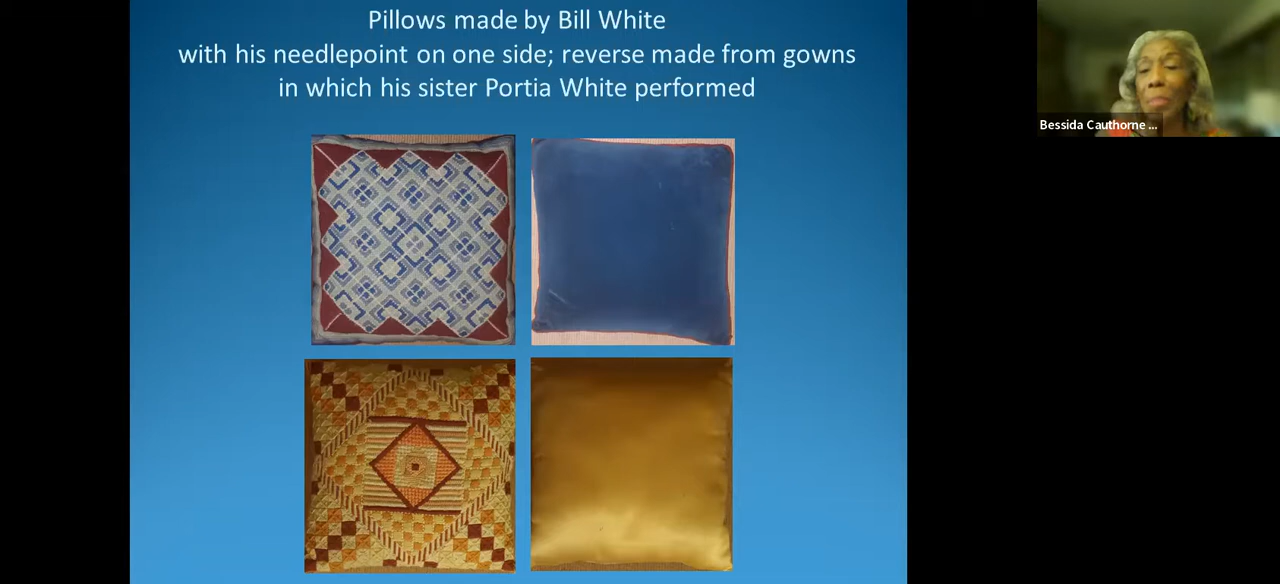 Pillows made by Bill White
with his needlepoint on one side; reverse made from gowns
in which his sister Portia White performed
Bessida Cauthorne ...